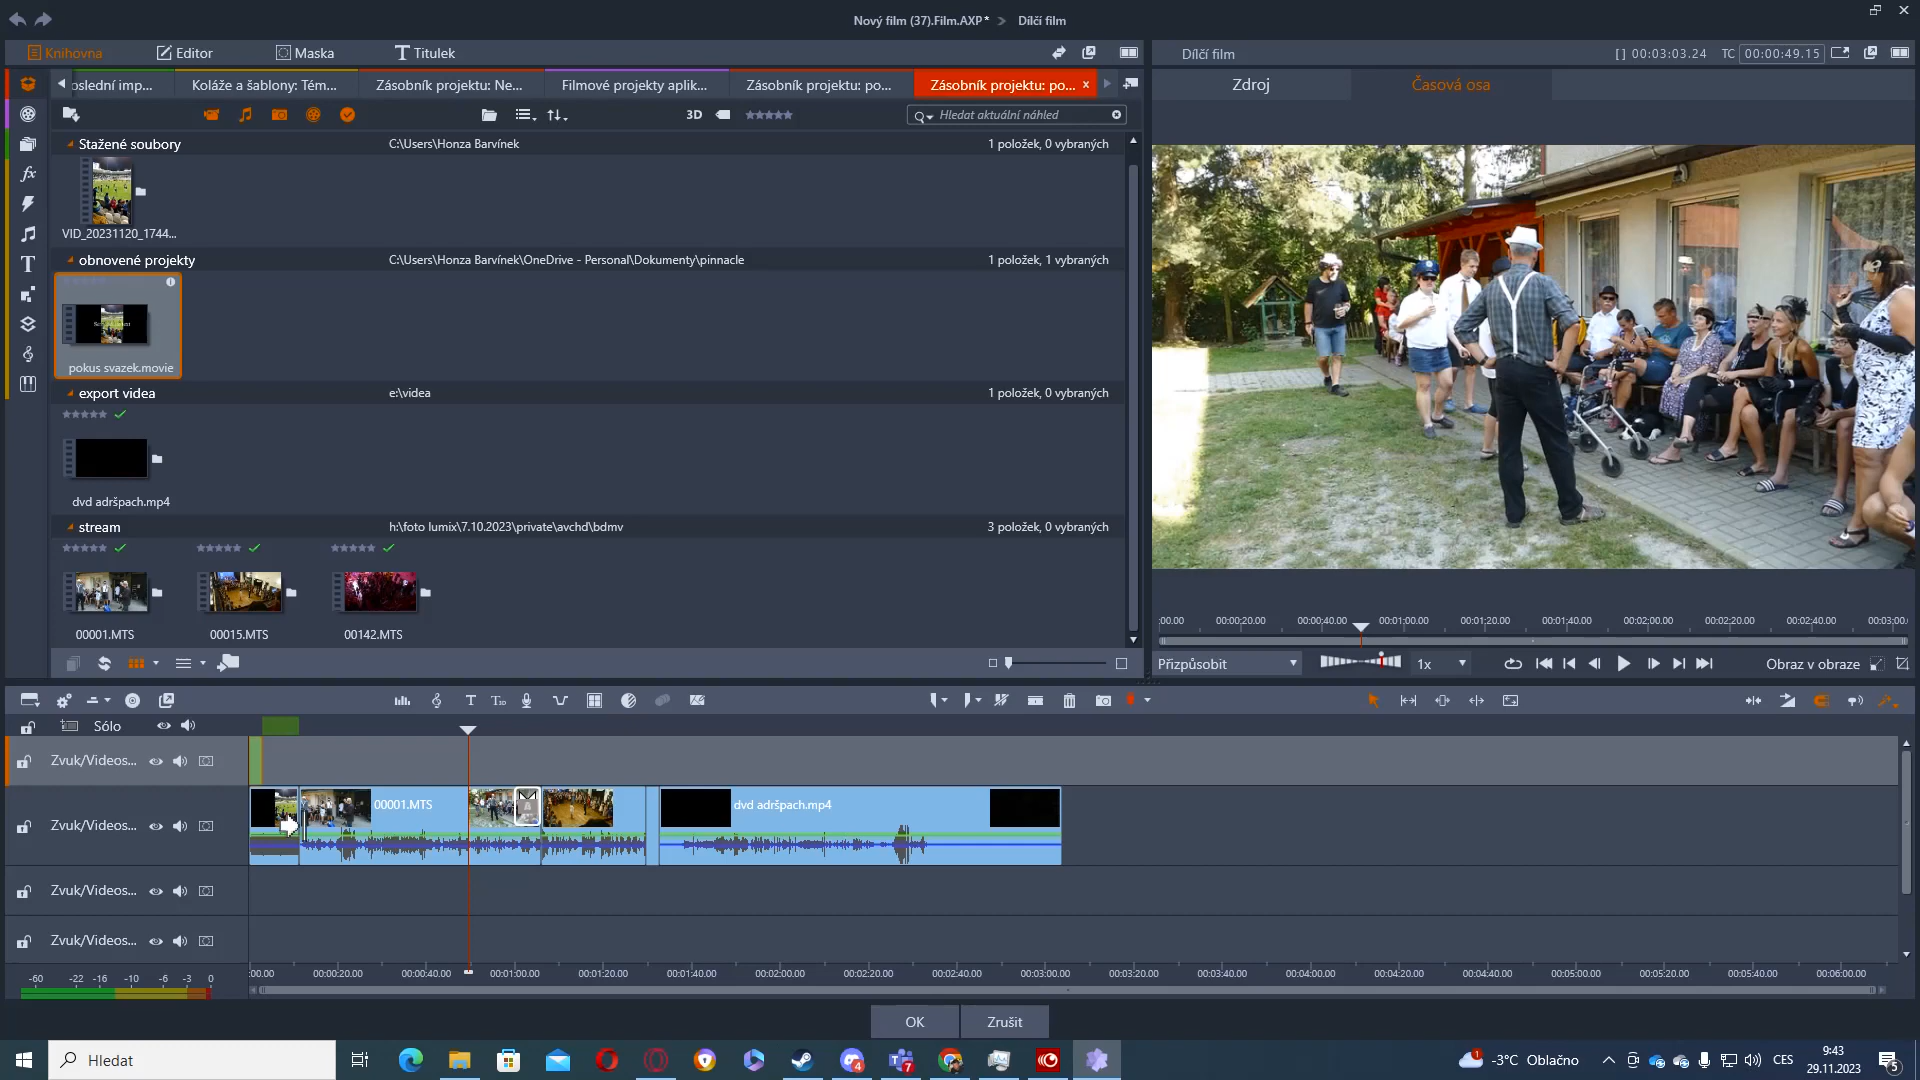 Nový film (37).Film.AXP* > Dílčí film
Knihovna
Editor
Maska
Titulek
Dílčí film
[ ] 00:03:03.24
TC 00:00:49.15
oslední imp...
Koláže a šablony: Tém...
Zásobník projektu: Ne...
Filmové projekty aplik...
Zásobník projektu: po...
Zásobník projektu: po... x
Zdroj
Časová osa
3D
Hledat aktuální náhled
Stažené soubory
C:\Users\Honza Barvínek
1 položek, 0 vybraných
VID_20231120_1744...
obnovené projekty
C:\Users\Honza Barvínek\OneDrive - Personal\Dokumenty\pinnacle
1 položek, 1 vybraných
pokus svazek.movie
export videa
e:\videa
1 položek, 0 vybraných
dvd adršpach.mp4
stream
h:\foto lumix\7.10.2023\private\avchd\bdmv
3 položek, 0 vybraných
00001.MTS
00015.MTS
00142.MTS
:00.00 00:00:20.00 00:00:40.00 00:01:00.00 00:01:20.00 00:01:40.00 00:02:00.00 00:02:20.00 00:02:40.00 00:03:00.
Přizpůsobit
1x
Obraz v obraze
Sólo
Zvuk/Videos...
Zvuk/Videos...
00001.MTS
dvd adršpach.mp4
Zvuk/Videos...
Zvuk/Videos...
-60 -22 -16 -10 -6 -3 0
:00.00 00:00:20.00 00:00:40.00 00:01:00.00 00:01:20.00 00:01:40.00 00:02:00.00 00:02:20.00 00:02:40.00 00:03:00.00 00:03:20.00 00:03:40.00 00:04:00.00 00:04:20.00 00:04:40.00 00:05:00.00 00:05:20.00 00:05:40.00 00:06:00.00
OK
Zrušit
Hledat
4
7
1
-3°C Oblačno
CES
9:43
29.11.2023
5